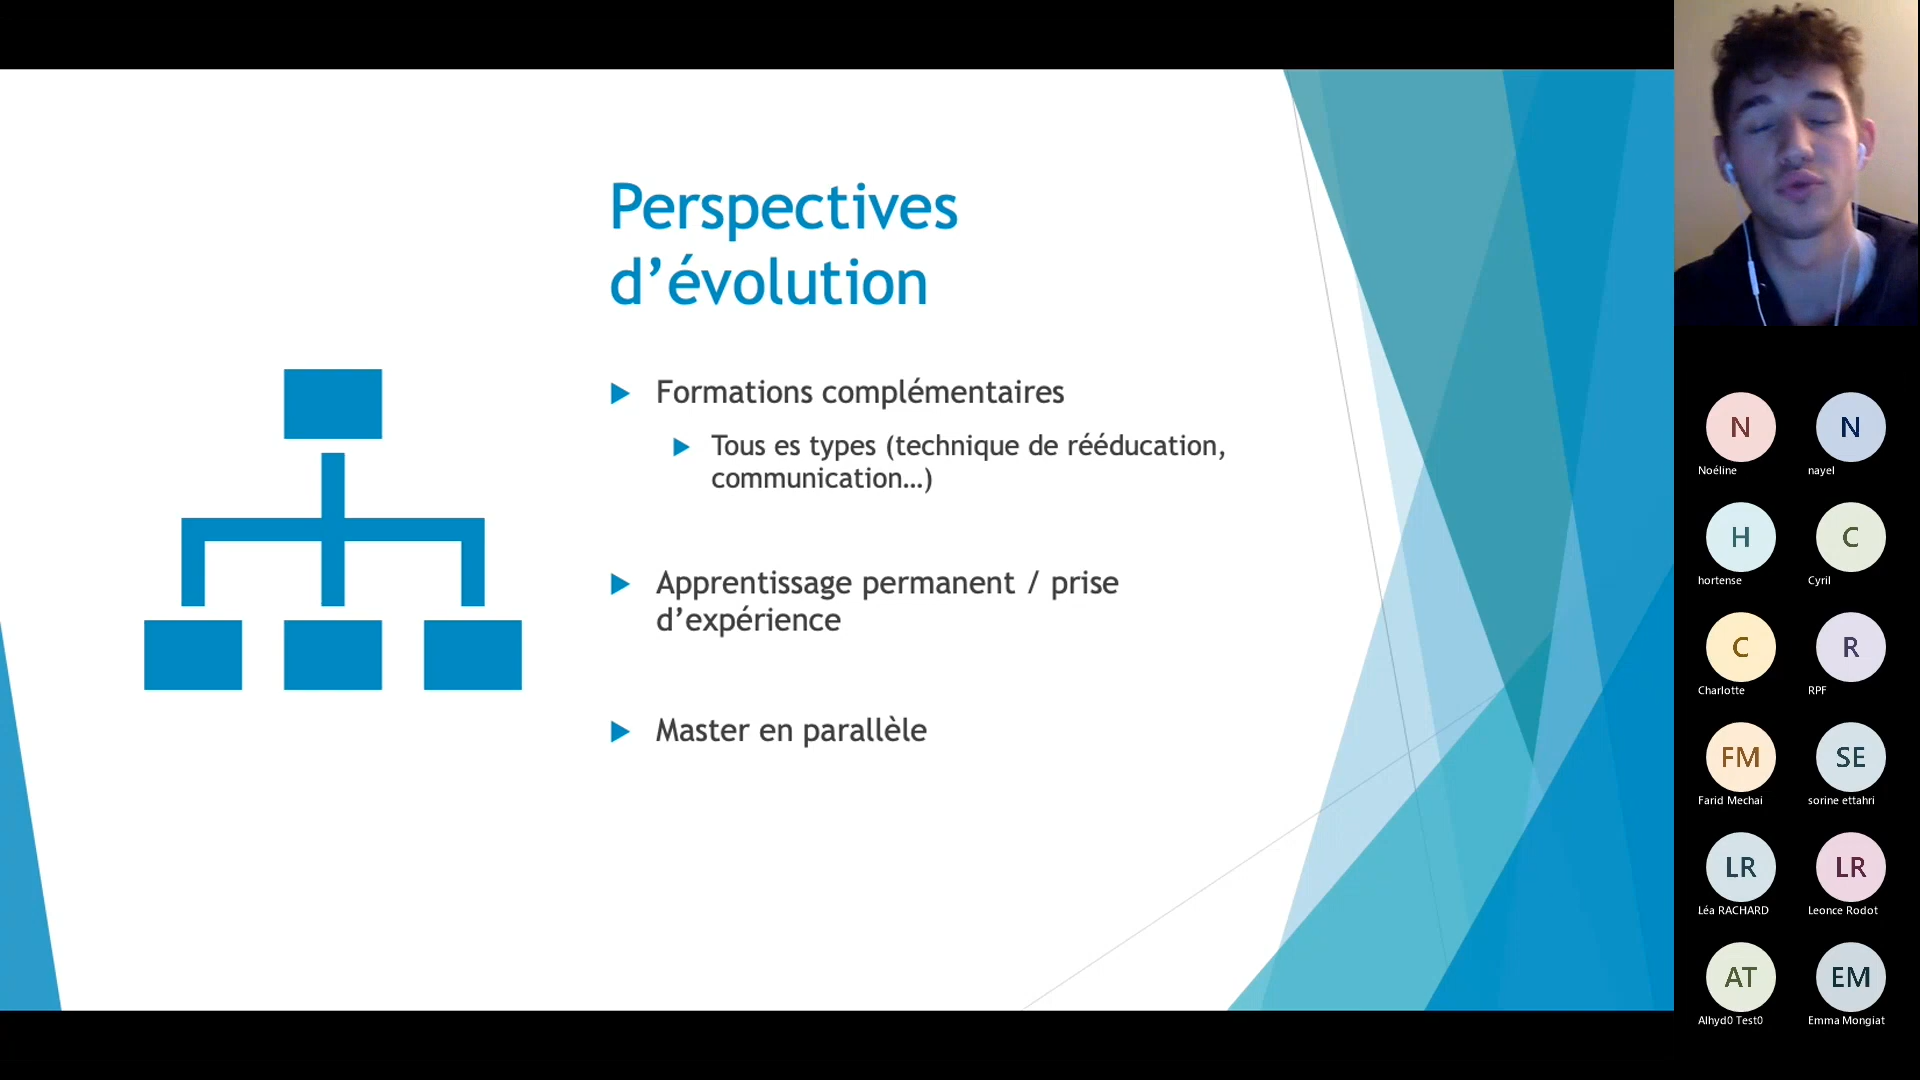 Perspectives
d’évolution
Formations complémentaires
Tous es types (technique de rééducation,
communication…)
Apprentissage permanent / prise
d’expérience
Master en parallèle
N
Noéline
N
nayel
H
hortense
C
Cyril
C
Charlotte
R
RPF
FM
Farid Mechai
SE
sorine ettahri
LR
Léa RACHARD
LR
Leonce Rodot
AT
Alhyd0 Test0
EM
Emma Mongiat